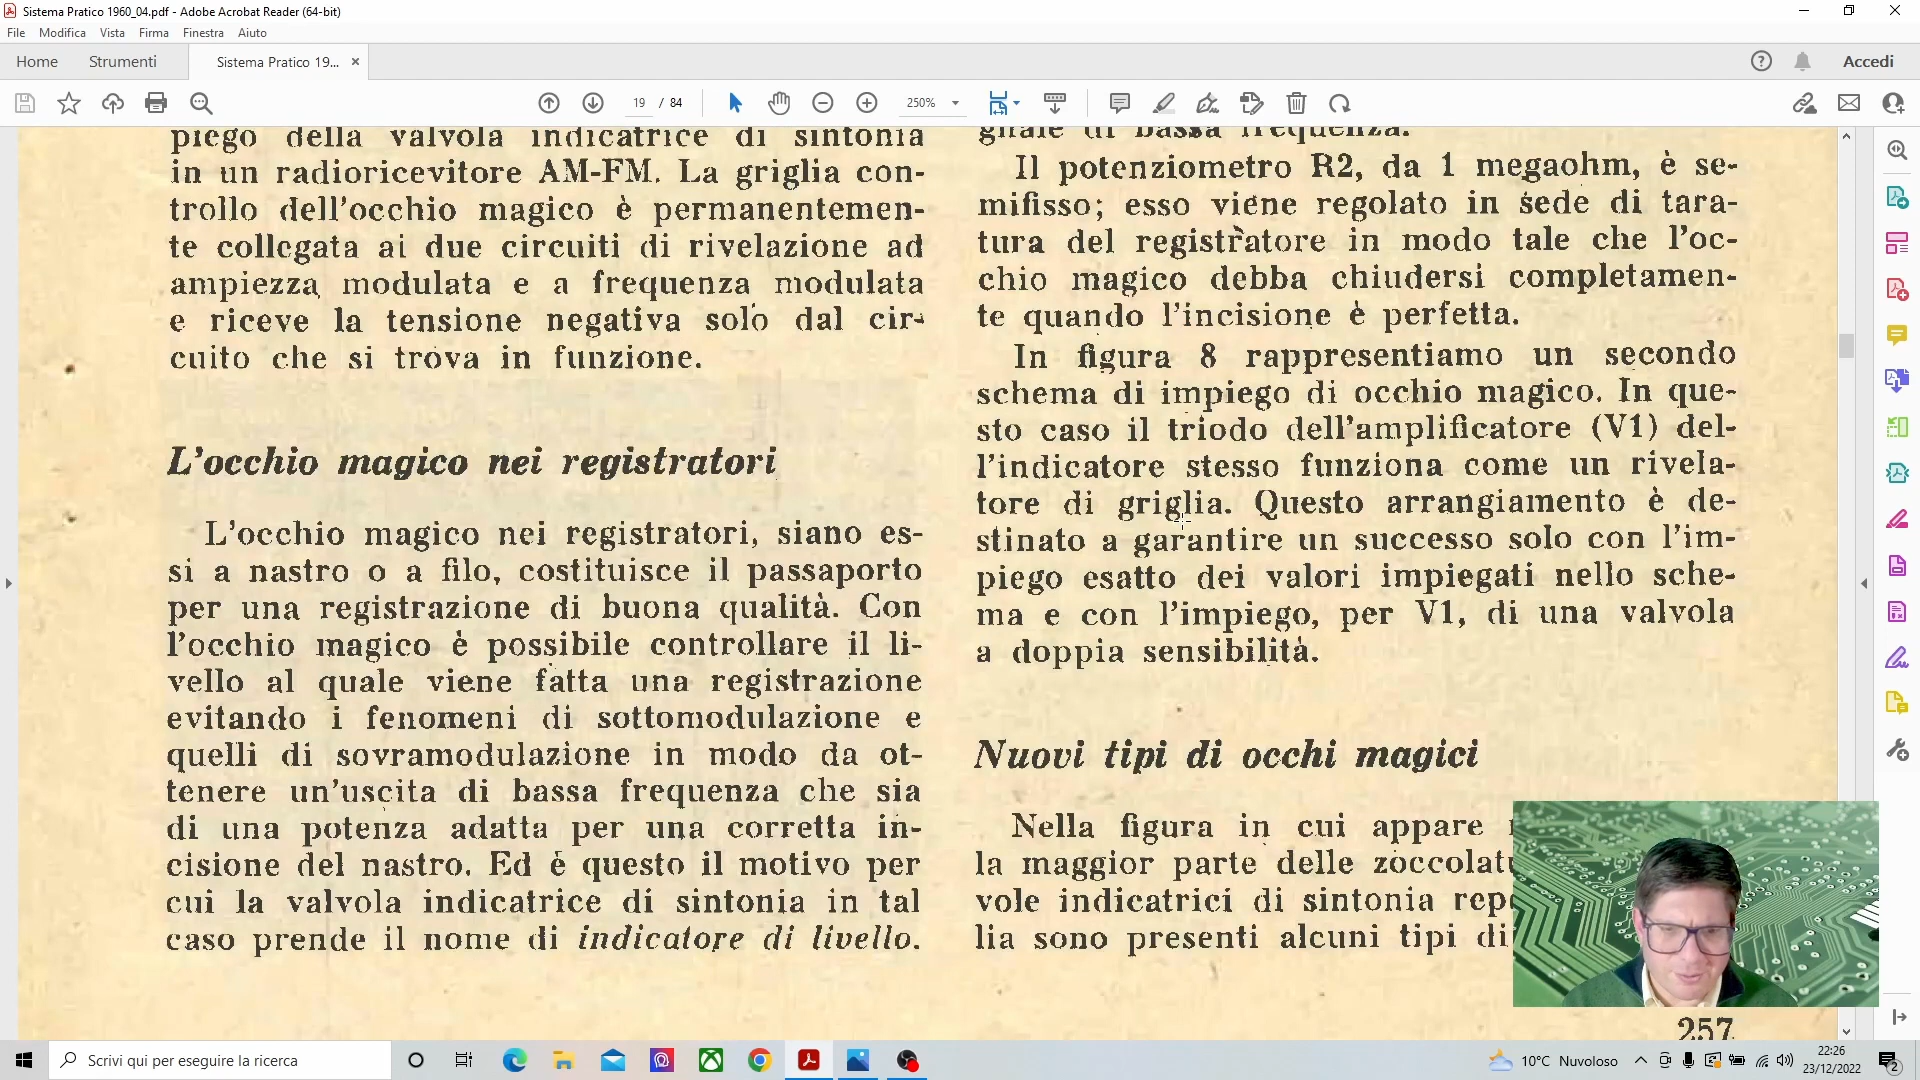 Sistema Pratico 1960_04.pdf - Adobe Acrobat Reader (64-bit)
File Modifica Vista Firma Finestra Aiuto
Home Strumenti Sistema Pratico 19... Accedi
19 / 84 250%
piego della valvola indicatrice di sintonia
in un radioricevitore AM-FM. La griglia con-
trollo dell'occhio magico è permanentemen-
te collegata ai due circuiti di rivelazione ad
ampiezza modulata e a frequenza modulata
e riceve la tensione negativa solo dal cir-
cuito che si trova in funzione.
L'occhio magico nei registratori
L'occhio magico nei registratori, siano es-
si a nastro o a filo, costituisce il passaporto
per una registrazione di buona qualità. Con
l'occhio magico è possibile controllare il li-
vello al quale viene fatta una registrazione
evitando i fenomeni di sottomodulazione e
quelli di sovramodulazione in modo da ot-
tenere un'uscita di bassa frequenza che sia
di una potenza adatta per una corretta in-
cisione del nastro. Ed è questo il motivo per
cui la valvola indicatrice di sintonia in tal
caso prende il nome di indicatore di livello.
gnale di bassa frequenza.
Il potenziometro R2, da 1 megaohm, è se-
mifisso; esso viene regolato in sede di tara-
tura del registratore in modo tale che l'oc-
chio magico debba chiudersi completamen-
te quando l'incisione è perfetta.
In figura 8 rappresentiamo un secondo
schema di impiego di occhio magico. In que-
sto caso il triodo dell'amplificatore (V1) del-
l'indicatore stesso funziona come un rivela-
tore di griglia. Questo arrangiamento è de-
stinato a garantire un successo solo con l'im-
piego esatto dei valori impiegati nello sche-
ma e con l'impiego, per V1, di una valvola
a doppia sensibilità.
Nuovi tipi di occhi magici
Nella figura in cui appare
la maggior parte delle
vole indicatrici di sintonia
lia sono presenti alcuni tipi
257
Scrivi qui per eseguire la ricerca
10°C Nuvoloso
22:26
23/12/2022
2